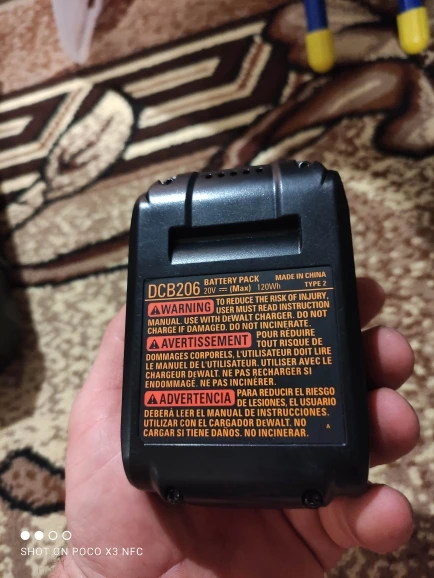 DCB206 BATTERY PACK MADE IN CHINA
20V ⎓ (Max) 120Wh TYPE 2
WARNING TO REDUCE THE RISK OF INJURY,
USER MUST READ INSTRUCTION
MANUAL. USE WITH DEWALT CHARGER. DO NOT
CHARGE IF DAMAGED. DO NOT INCINERATE.
AVERTISSEMENT POUR RÉDUIRE
TOUT RISQUE DE
DOMMAGES CORPORELS, L'UTILISATEUR DOIT LIRE
LE MANUEL DE L'UTILISATEUR. UTILISER AVEC LE
CHARGEUR DEWALT. NE PAS RECHARGER SI
ENDOMMAGÉ. NE PAS INCINÉRER.
ADVERTENCIA PARA REDUCIR EL RIESGO
DE LESIONES, EL USUARIO
DEBERÁ LEER EL MANUAL DE INSTRUCCIONES.
UTILIZAR CON EL CARGADOR DEWALT. NO
CARGAR SI TIENE DAÑOS. NO INCINERAR. A
SHOT ON POCO X3 NFC